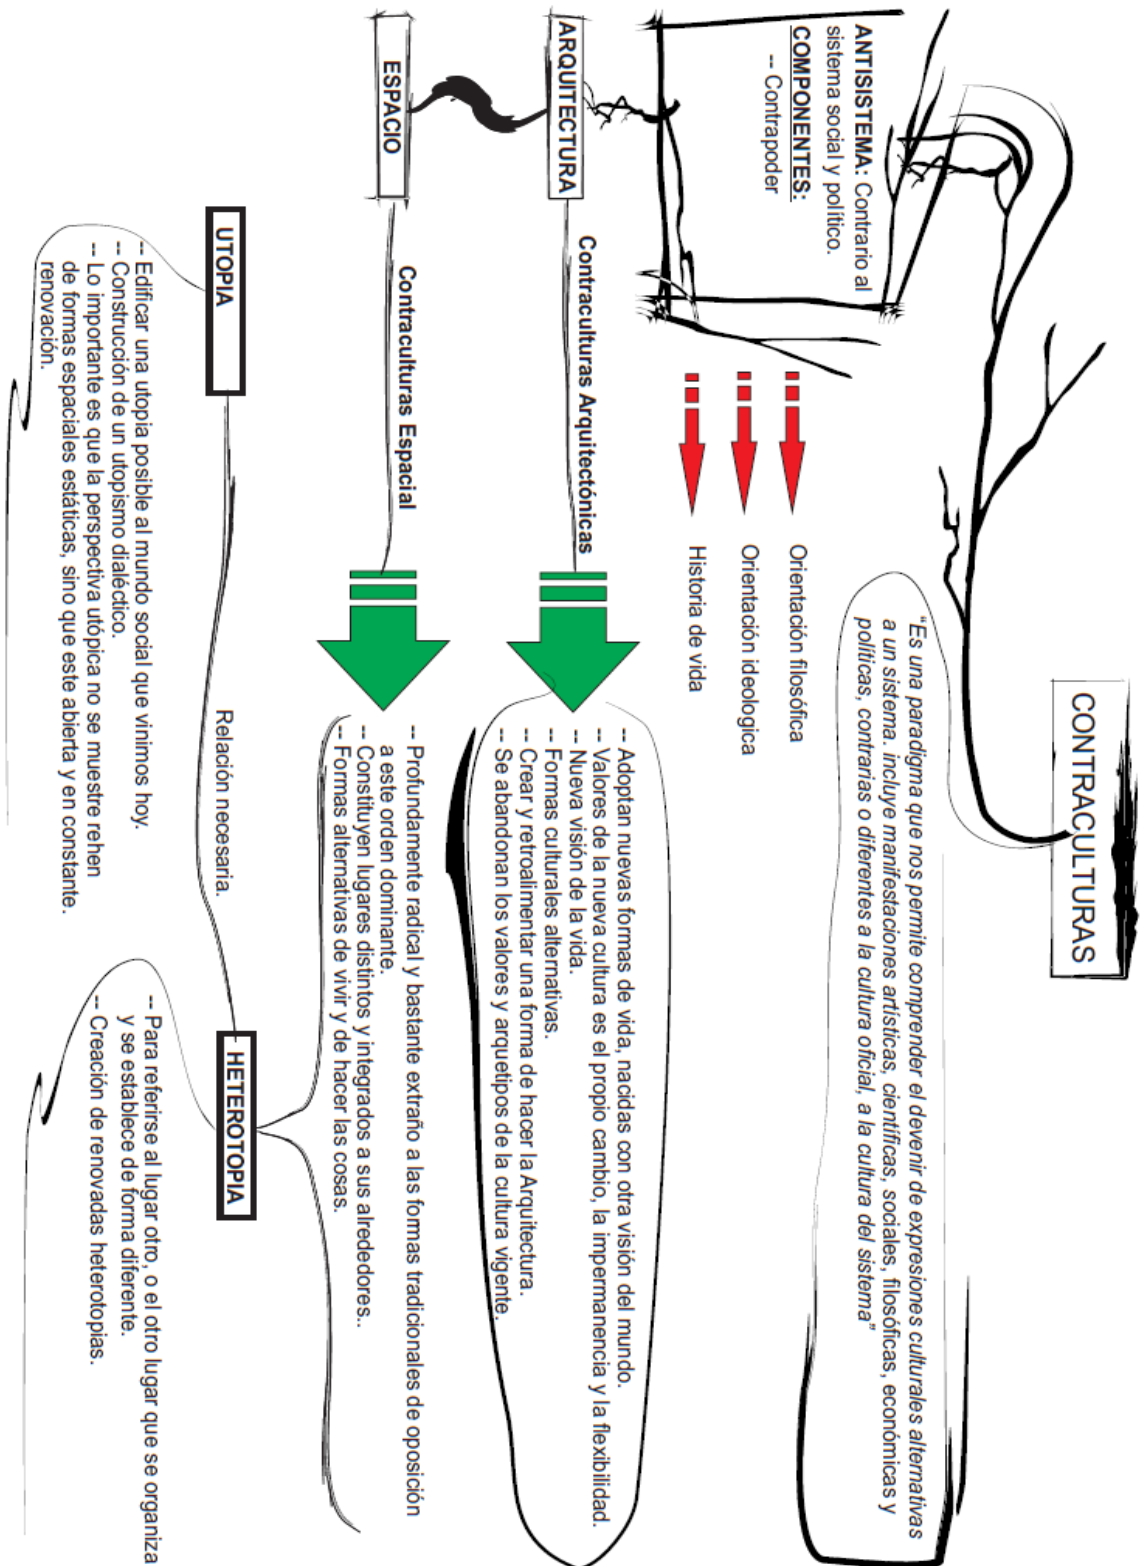 CONTRACULTURAS
"Es una paradigma que nos permite comprender el devenir de expresiones culturales alternativas
a un sistema. incluye manifestaciones artísticas, científicas, sociales, filosóficas, económicas y
políticas, contrarias o diferentes a la cultura oficial, a la cultura del sistema"
ANTISISTEMA: Contrario al
sistema social y político.
COMPONENTES:
-- Contrapoder
Orientación filosófica
Orientación ideologica
Historia de vida
ARQUITECTURA
Contraculturas Arquitectónicas
-- Adoptan nuevas formas de vida, nacidas con otra visión del mundo.
-- Valores de la nueva cultura es el propio cambio, la impermanencia y la flexibilidad.
-- Nueva visión de la vida.
-- Formas culturales alternativas.
-- Crear y retroalimentar una forma de hacer la Arquitectura.
-- Se abandonan los valores y arquetipos de la cultura vigente.
ESPACIO
Contraculturas Espacial
-- Profundamente radical y bastante extraño a las formas tradicionales de oposición
a este orden dominante.
-- Constituyen lugares distintos y integrados a sus alrededores..
-- Formas alternativas de vivir y de hacer las cosas.
UTOPIA
Relación necesaria.
HETEROTOPIA
-- Edificar una utopia posible al mundo social que vinimos hoy.
-- Construcción de un utopismo dialéctico.
-- Lo importante es que la perspectiva utópica no se muestre rehen
de formas espaciales estáticas, sino que este abierta y en constante.
renovación.
-- Para referirse al lugar otro, o el otro lugar que se organiza
y se establece de forma diferente.
-- Creación de renovadas heterotopias.